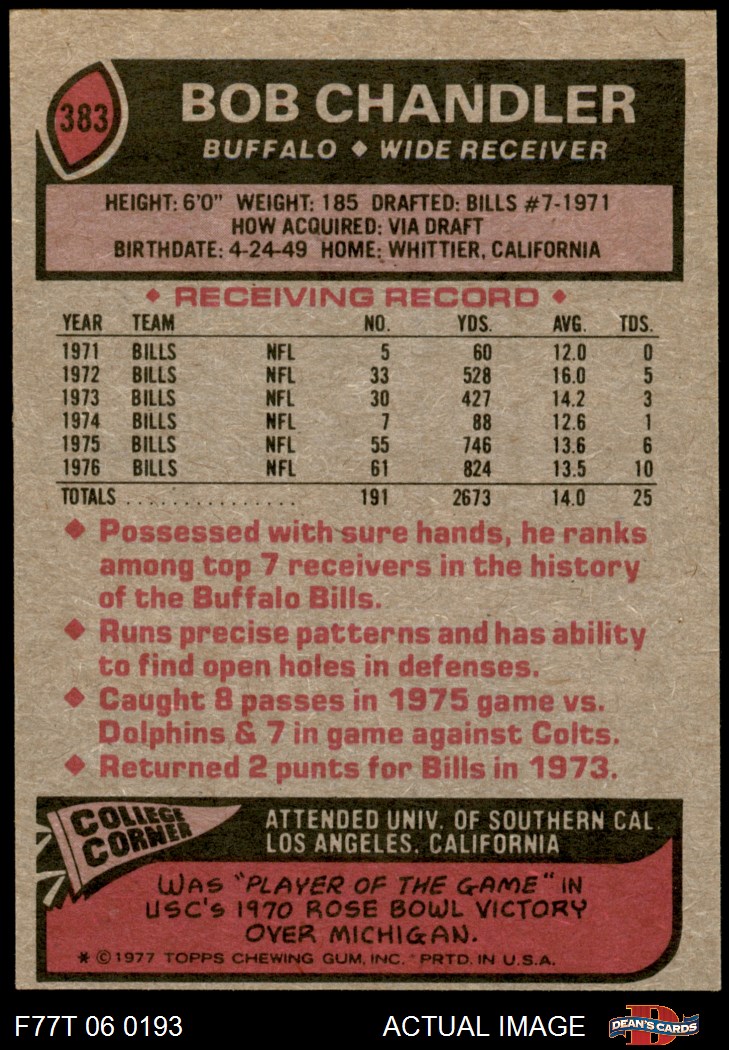 383
BOB CHANDLER
BUFFALO ◆ WIDE RECEIVER
HEIGHT: 6'0" WEIGHT: 185 DRAFTED: BILLS #7-1971
HOW ACQUIRED: VIA DRAFT
BIRTHDATE: 4-24-49 HOME: WHITTIER, CALIFORNIA
◆ RECEIVING RECORD ◆
YEAR TEAM NO. YDS. AVG. TDS.
1971 BILLS NFL 5 60 12.0 0
1972 BILLS NFL 33 528 16.0 5
1973 BILLS NFL 30 427 14.2 3
1974 BILLS NFL 7 88 12.6 1
1975 BILLS NFL 55 746 13.6 6
1976 BILLS NFL 61 824 13.5 10
TOTALS ................ 191 2673 14.0 25
◆ Possessed with sure hands, he ranks
among top 7 receivers in the history
of the Buffalo Bills.
◆ Runs precise patterns and has ability
to find open holes in defenses.
◆ Caught 8 passes in 1975 game vs.
Dolphins & 7 in game against Colts.
◆ Returned 2 punts for Bills in 1973.
COLLEGE
CORNER
ATTENDED UNIV. OF SOUTHERN CAL.
LOS ANGELES, CALIFORNIA
WAS "PLAYER OF THE GAME" IN
USC'S 1970 ROSE BOWL VICTORY
OVER MICHIGAN.
* © 1977 TOPPS CHEWING GUM, INC. PRTD. IN U.S.A.
F77T 06 0193 ACTUAL IMAGE DEAN'S CARDS